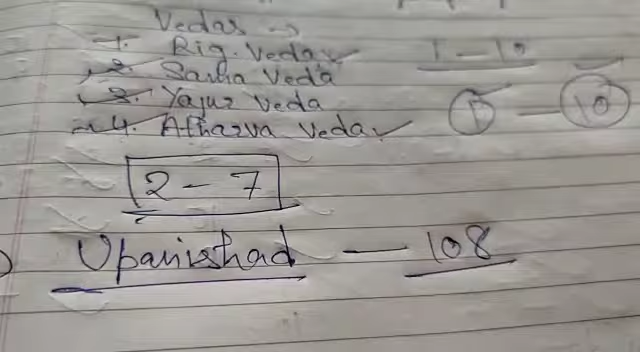 Vedas →
1. Rig. Veda ✓ 1 - 10
2. Sama Veda
3. Yajur Veda 1 — 10
4. Atharva Veda ✓
2 - 7
Upanishad — 108